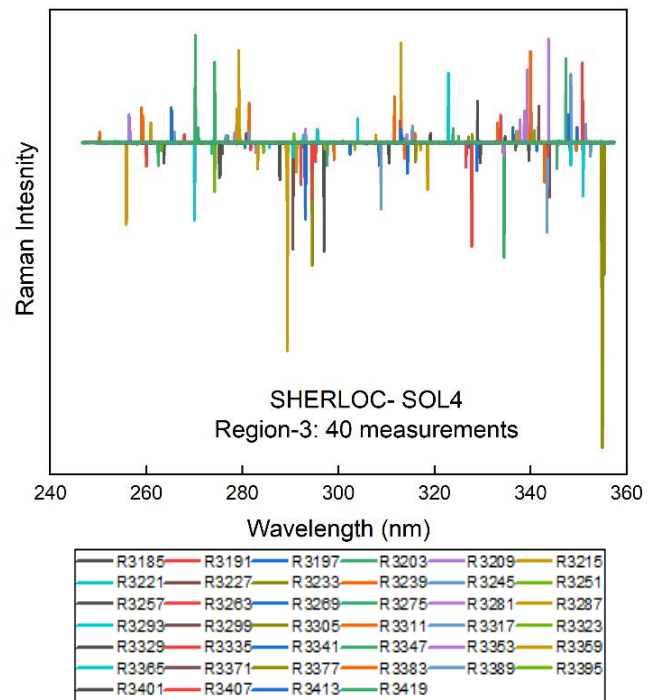 Raman Intesnity
SHERLOC- SOL4
Region-3: 40 measurements
240 260 280 300 320 340 360
Wavelength (nm)
R3185 R3191 R3197 R3203 R3209 R3215
R3221 R3227 R3233 R3239 R3245 R3251
R3257 R3263 R3269 R3275 R3281 R3287
R3293 R3299 R3305 R3311 R3317 R3323
R3329 R3335 R3341 R3347 R3353 R3359
R3365 R3371 R3377 R3383 R3389 R3395
R3401 R3407 R3413 R3419